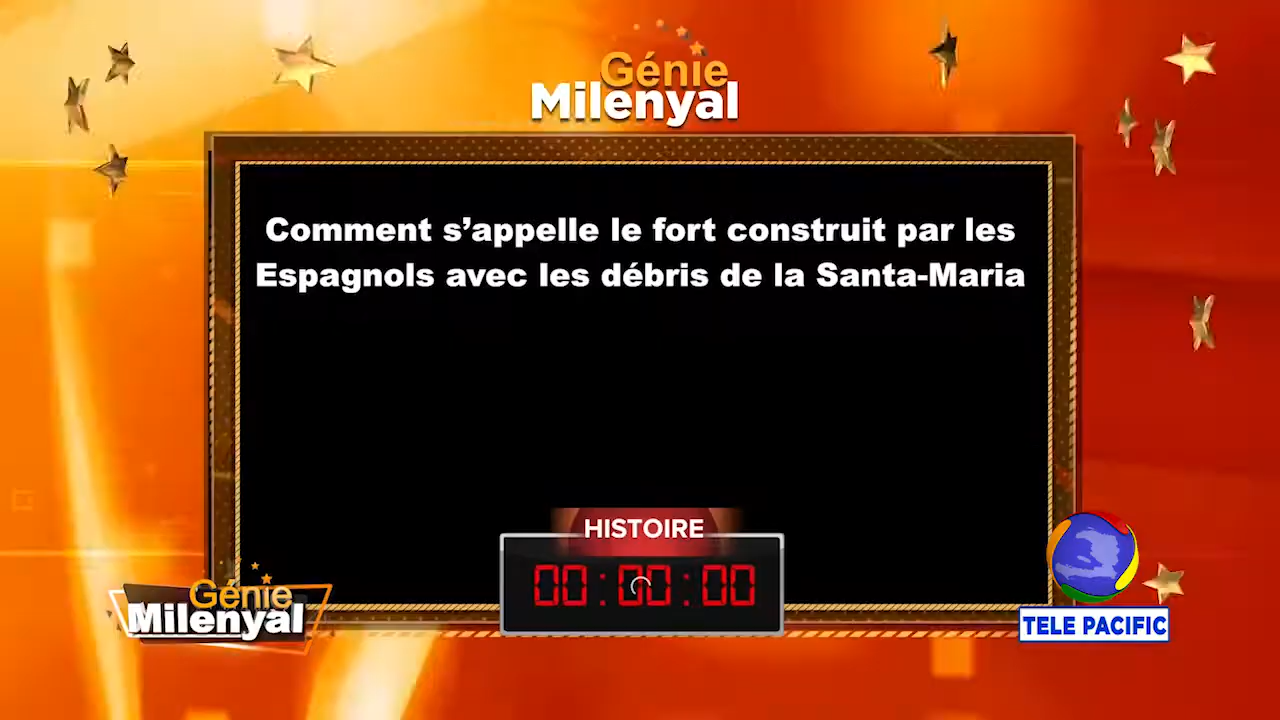 Génie
Milenyal
Comment s’appelle le fort construit par les
Espagnols avec les débris de la Santa-Maria
HISTOIRE
00:00:00
Génie
Milenyal
TELE PACIFIC